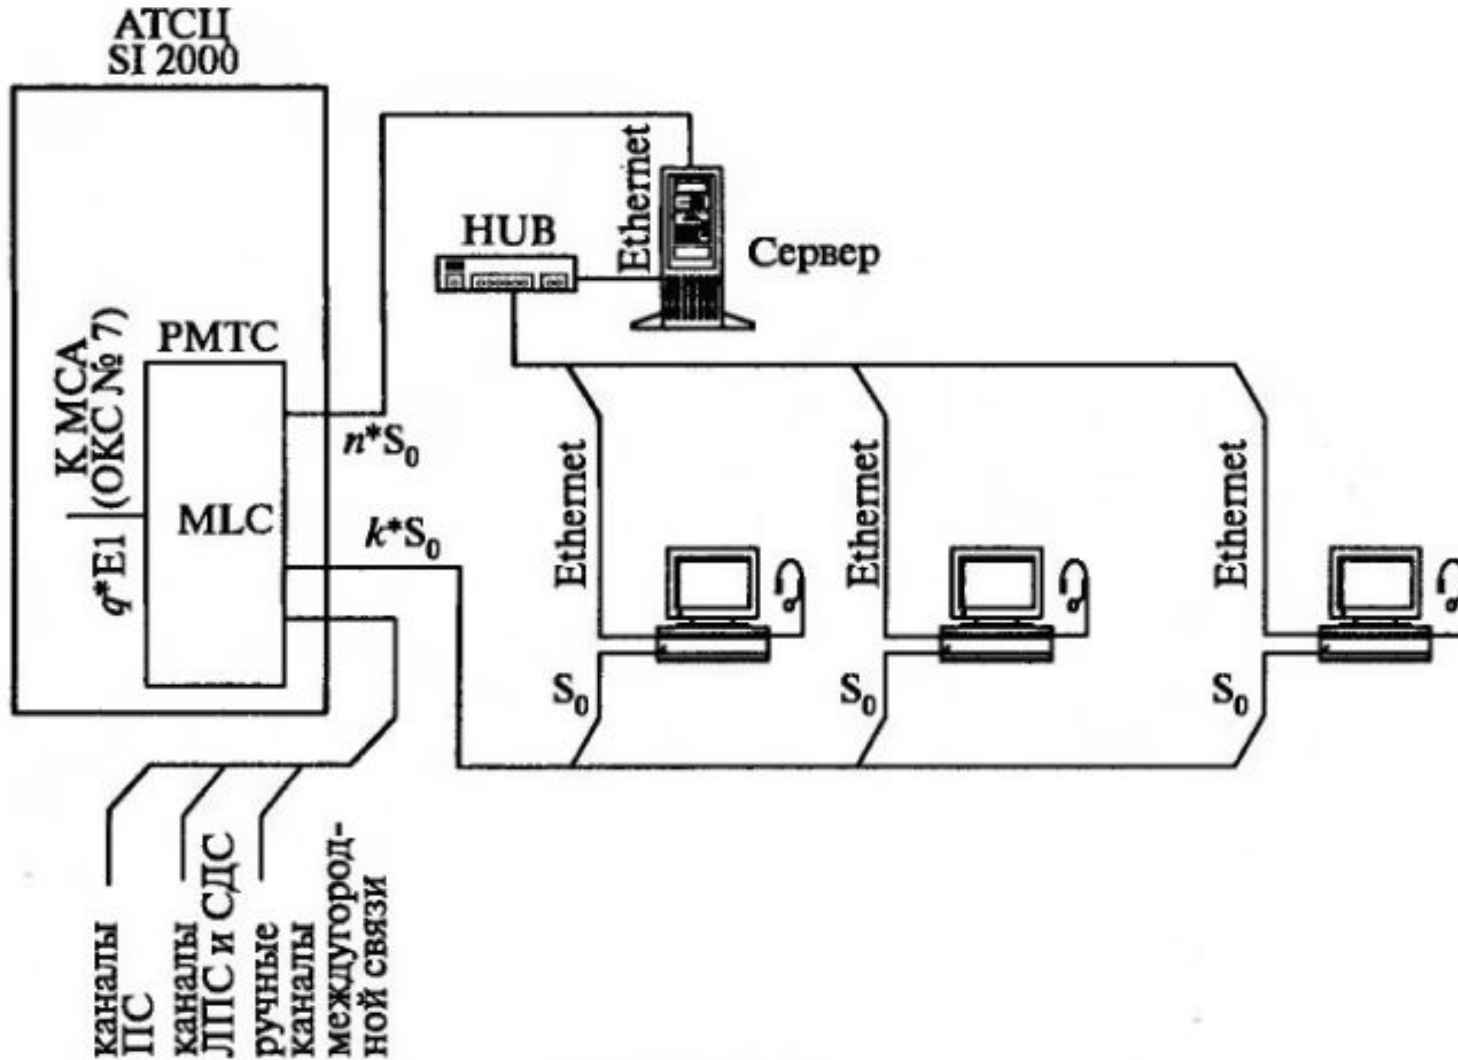 АТСЦ
SI 2000
Ethernet
HUB
Сервер
РМТС
К МСА
(ОКС № 7)
n*S0
MLC
k*S0
q*E1
Ethernet
Ethernet
Ethernet
S0
S0
S0
каналы
ПС
каналы
ЛПС и СДС
ручные
каналы
междугород-
ной связи